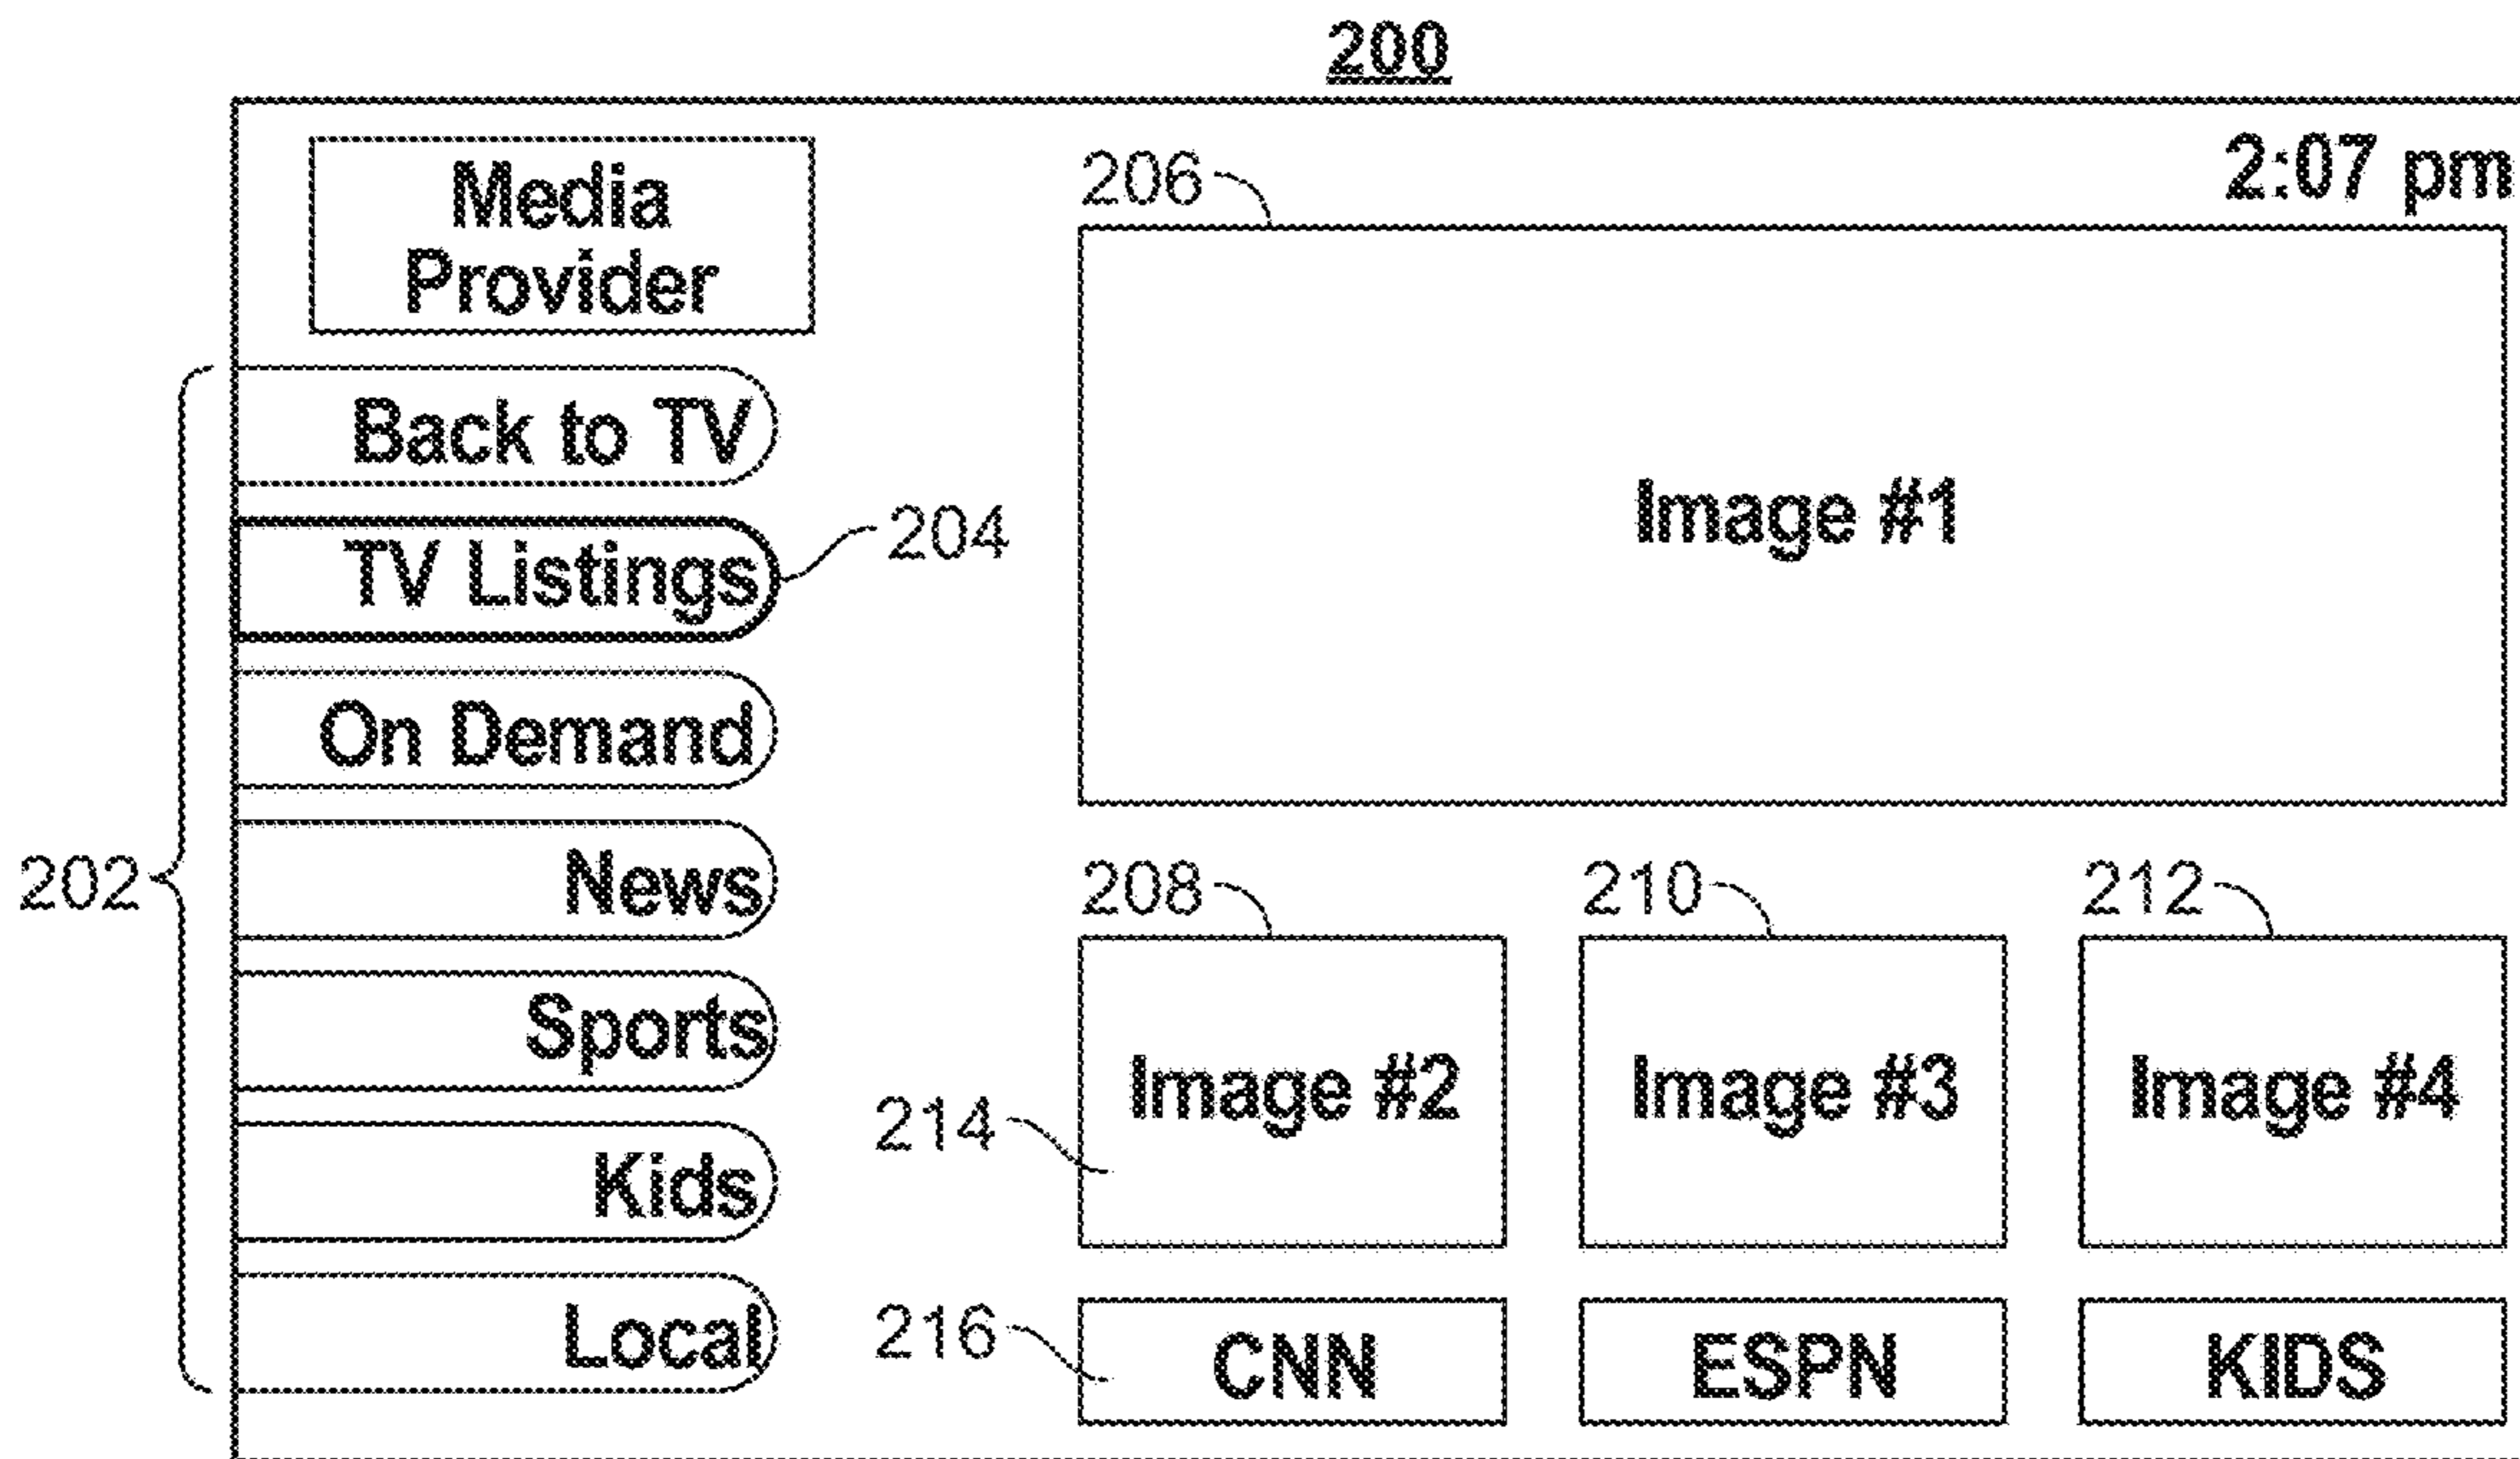 200
Media
Provider
2:07 pm
206
Image #1
Back to TV
TV Listings
204
On Demand
News
Sports
Kids
Local
202
208
210
212
Image #2
Image #3
Image #4
214
216
CNN
ESPN
KIDS